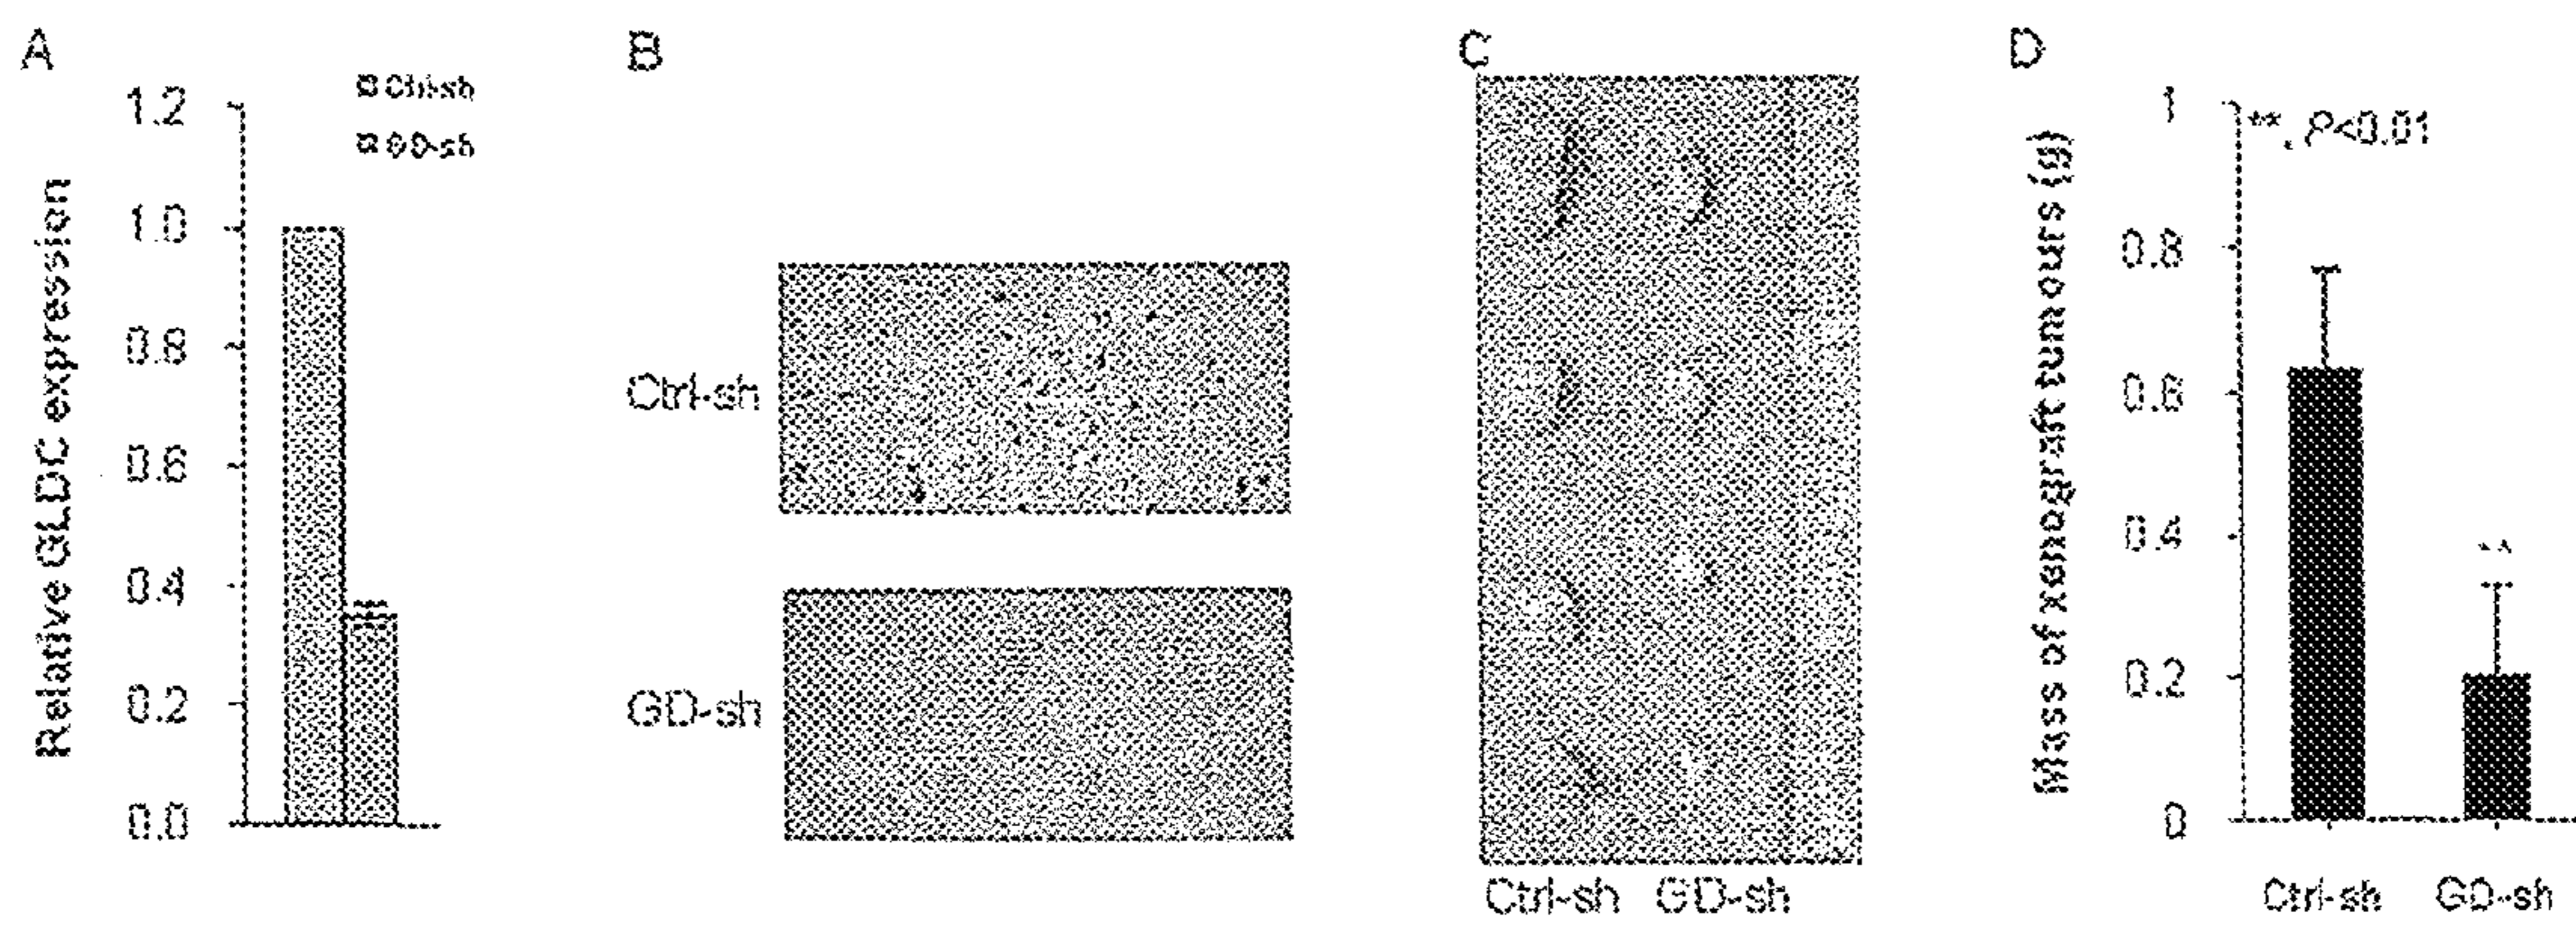 A
Ctrl-sh
GD-sh
1.2
1.0
0.8
0.6
0.4
0.2
0.0
Relative GLDC expression
B
Ctrl-sh
GD-sh
C
Ctrl-sh GD-sh
D
**, P<0.01
1
0.8
0.6
0.4
0.2
0
Mass of xenograft tumours (g)
**
Ctrl-sh GD-sh